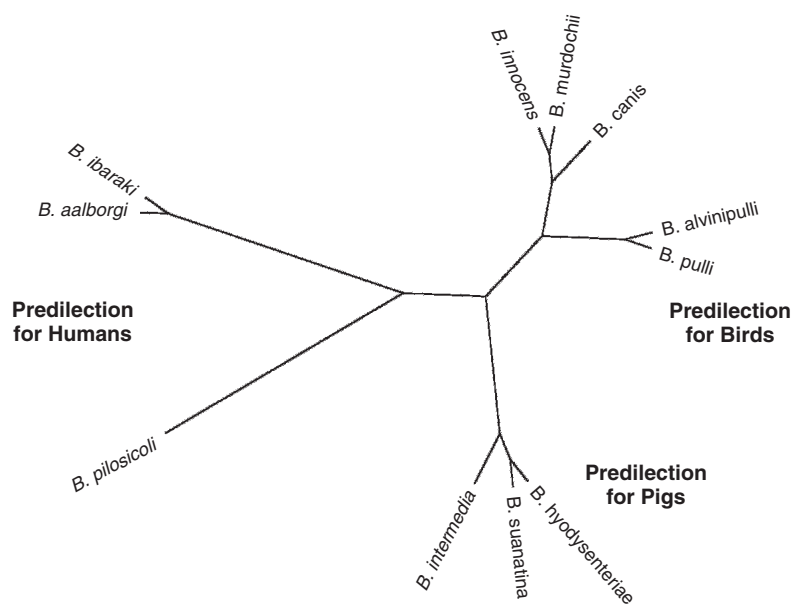 B. innocens
B. murdochii
B. canis
B. ibaraki
B. aalborgi
B. alvinipulli
B. pulli
Predilection
for Humans
Predilection
for Birds
B. pilosicoli
Predilection
for Pigs
B. intermedia
B. suanatina
B. hyodysenteriae